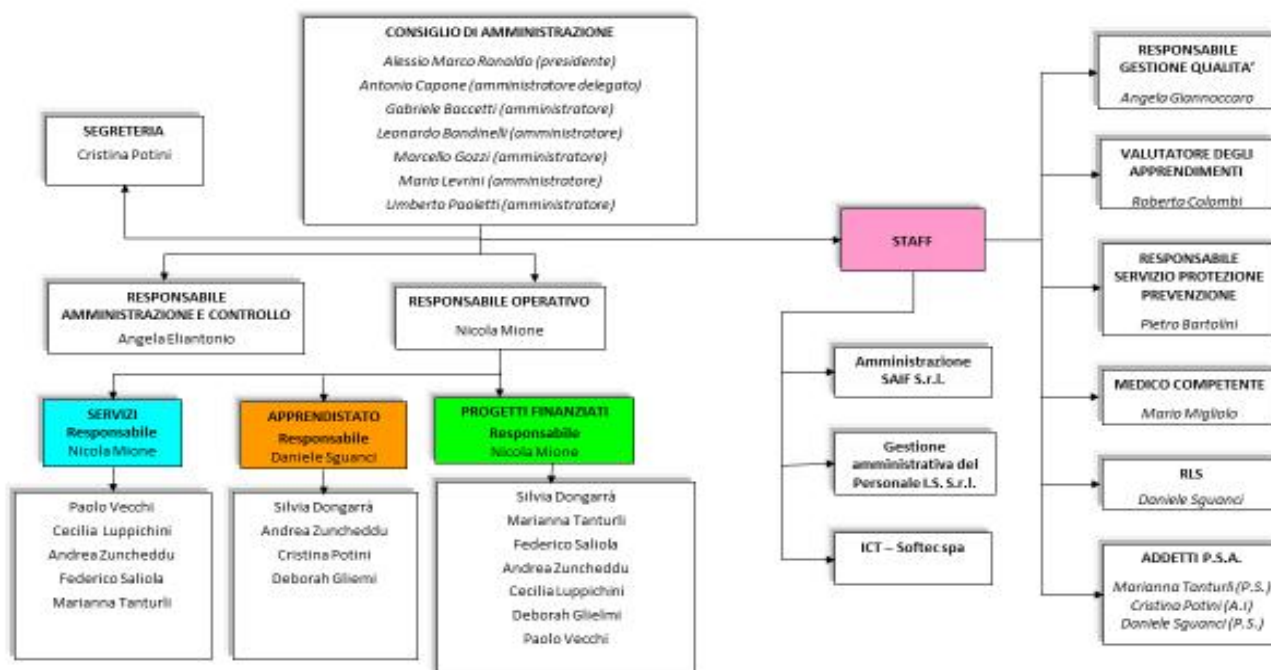 CONSIGLIO DI AMMINISTRAZIONE
Alessio Marco Ranaldo (presidente)
Antonio Capone (amministratore delegato)
Gabriele Baccetti (amministratore)
Leonardo Bandinelli (amministratore)
Marcello Gozzi (amministratore)
Mario Levrini (amministratore)
Umberto Paoletti (amministratore)
SEGRETERIA
Cristina Potini
STAFF
RESPONSABILE
AMMINISTRAZIONE E CONTROLLO
Angela Eliantonio
RESPONSABILE OPERATIVO
Nicola Mione
SERVIZI
Responsabile
Nicola Mione
APPRENDISTATO
Responsabile
Daniele Sguanci
PROGETTI FINANZIATI
Responsabile
Nicola Mione
Paolo Vecchi
Cecilia Luppichini
Andrea Zuncheddu
Federico Saliola
Marianna Tanturli
Silvia Dongarrà
Andrea Zuncheddu
Cristina Potini
Deborah Gliemi
Silvia Dongarrà
Marianna Tanturli
Federico Saliola
Andrea Zuncheddu
Cecilia Luppichini
Deborah Glielmi
Paolo Vecchi
Amministrazione
SAIF S.r.l.
Gestione
amministrativa del
Personale I.S. S.r.l.
ICT – Softec spa
RESPONSABILE
GESTIONE QUALITA'
Angela Giannoccaro
VALUTATORE DEGLI
APPRENDIMENTI
Roberta Colombi
RESPONSABILE
SERVIZIO PROTEZIONE
PREVENZIONE
Pietro Bartolini
MEDICO COMPETENTE
Mario Migliolo
RLS
Daniele Sguanci
ADDETTI P.S.A.
Marianna Tanturli (P.S.)
Cristina Potini (A.I)
Daniele Sguanci (P.S.)